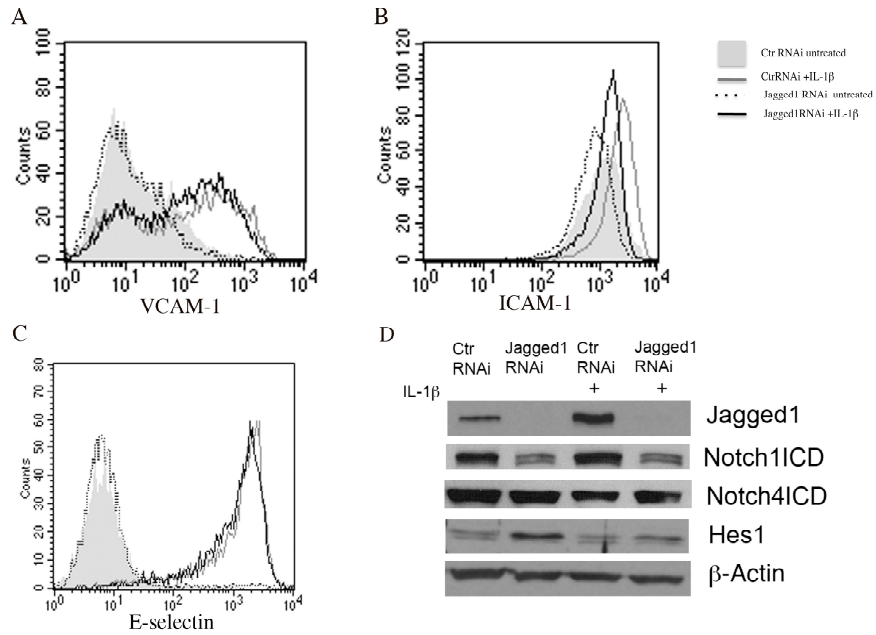 A
100
80
60
40
20
0
Counts
10^0 10^1 10^2 10^3 10^4
VCAM-1
B
120
100
80
60
40
20
0
Counts
10^0 10^1 10^2 10^3 10^4
ICAM-1
Ctr RNAi untreated
CtrRNAi +IL-1β
Jagged1 RNAi untreated
Jagged1RNAi +IL-1β
C
80
70
60
50
40
30
20
10
0
Counts
10^0 10^1 10^2 10^3 10^4
E-selectin
D
Ctr RNAi
Jagged1 RNAi
Ctr RNAi
Jagged1 RNAi
IL-1β + +
Jagged1
Notch1ICD
Notch4ICD
Hes1
β-Actin